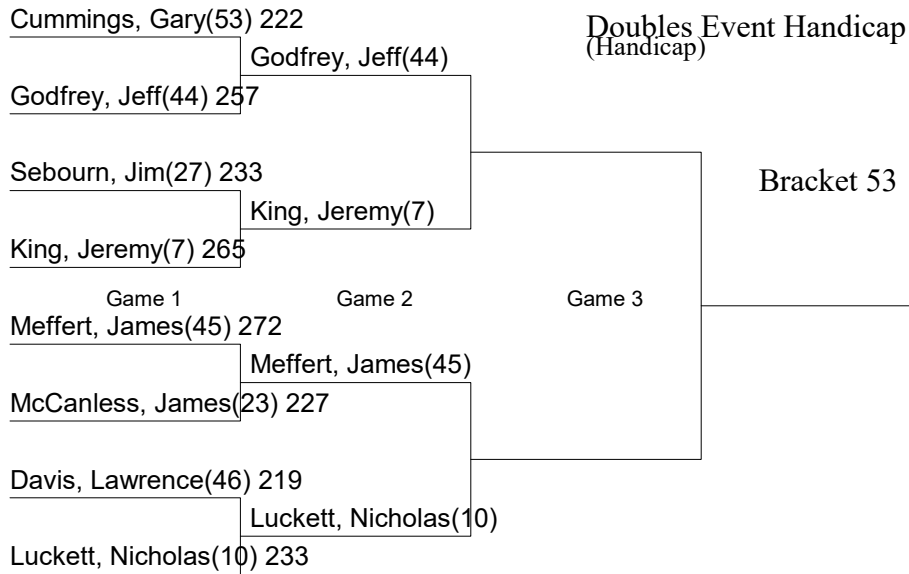 Cummings, Gary(53) 222
Doubles Event Handicap
(Handicap)
Godfrey, Jeff(44)
Godfrey, Jeff(44) 257
Sebourn, Jim(27) 233
Bracket 53
King, Jeremy(7)
King, Jeremy(7) 265
Game 1 Game 2 Game 3
Meffert, James(45) 272
Meffert, James(45)
McCanless, James(23) 227
Davis, Lawrence(46) 219
Luckett, Nicholas(10)
Luckett, Nicholas(10) 233